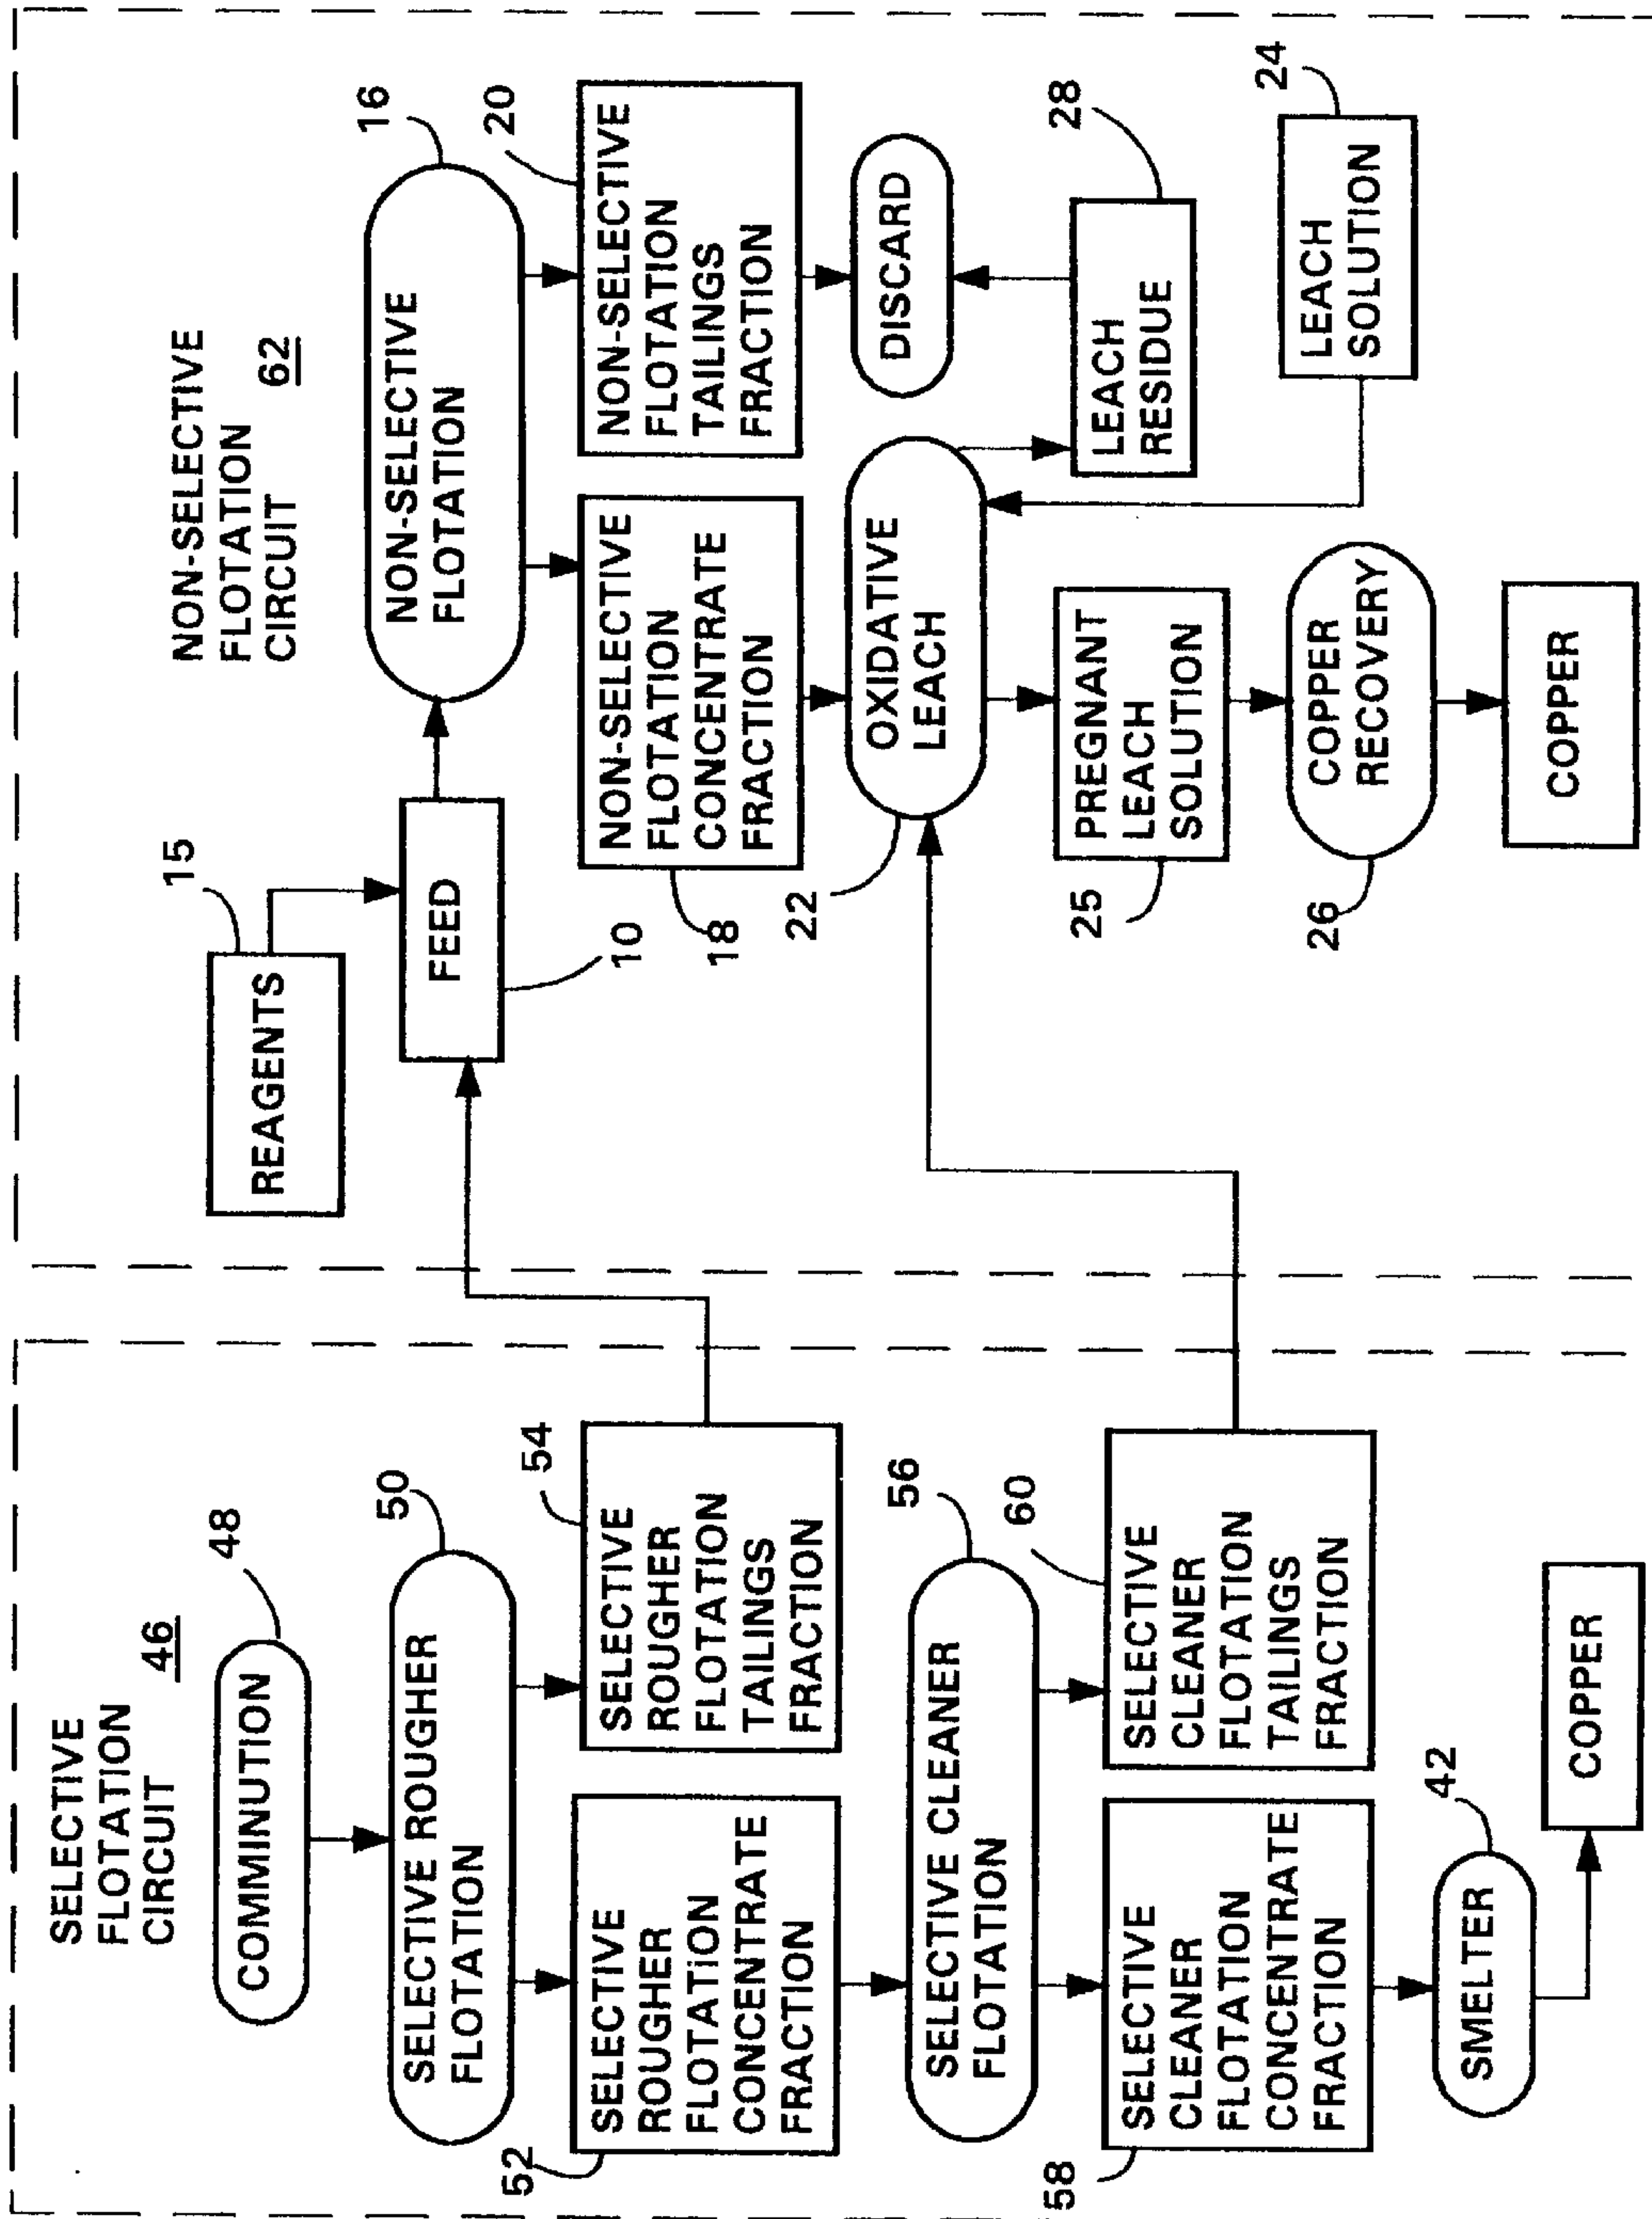 SELECTIVE
FLOTATION
CIRCUIT
46
COMMINUTION
48
SELECTIVE ROUGHER
FLOTATION
50
SELECTIVE
ROUGHER
FLOTATION
CONCENTRATE
FRACTION
52
SELECTIVE
ROUGHER
FLOTATION
TAILINGS
FRACTION
54
SELECTIVE CLEANER
FLOTATION
56
SELECTIVE
CLEANER
FLOTATION
CONCENTRATE
FRACTION
58
SELECTIVE
CLEANER
FLOTATION
TAILINGS
FRACTION
60
SMELTER
42
COPPER
NON-SELECTIVE
FLOTATION
CIRCUIT
62
REAGENTS
15
FEED
10
NON-SELECTIVE
FLOTATION
16
NON-SELECTIVE
FLOTATION
CONCENTRATE
FRACTION
18
NON-SELECTIVE
FLOTATION
TAILINGS
FRACTION
20
OXIDATIVE
LEACH
22
DISCARD
PREGNANT
LEACH
SOLUTION
25
LEACH
RESIDUE
28
COPPER
RECOVERY
26
LEACH
SOLUTION
24
COPPER